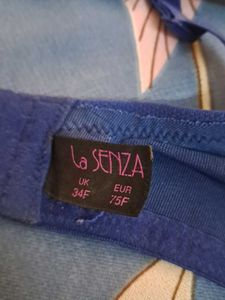 La SENZA
UK EUR
34F 75F